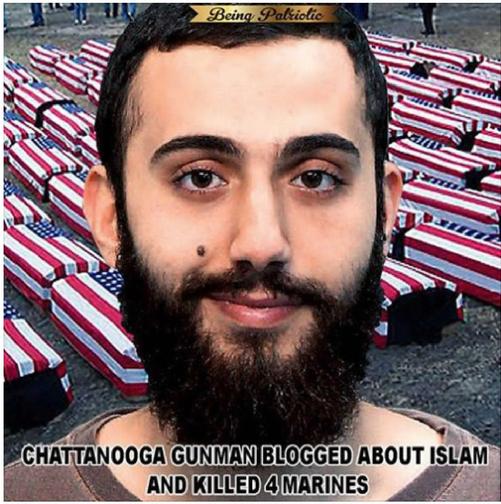 Being Patriotic
CHATTANOOGA GUNMAN BLOGGED ABOUT ISLAM
AND KILLED 4 MARINES